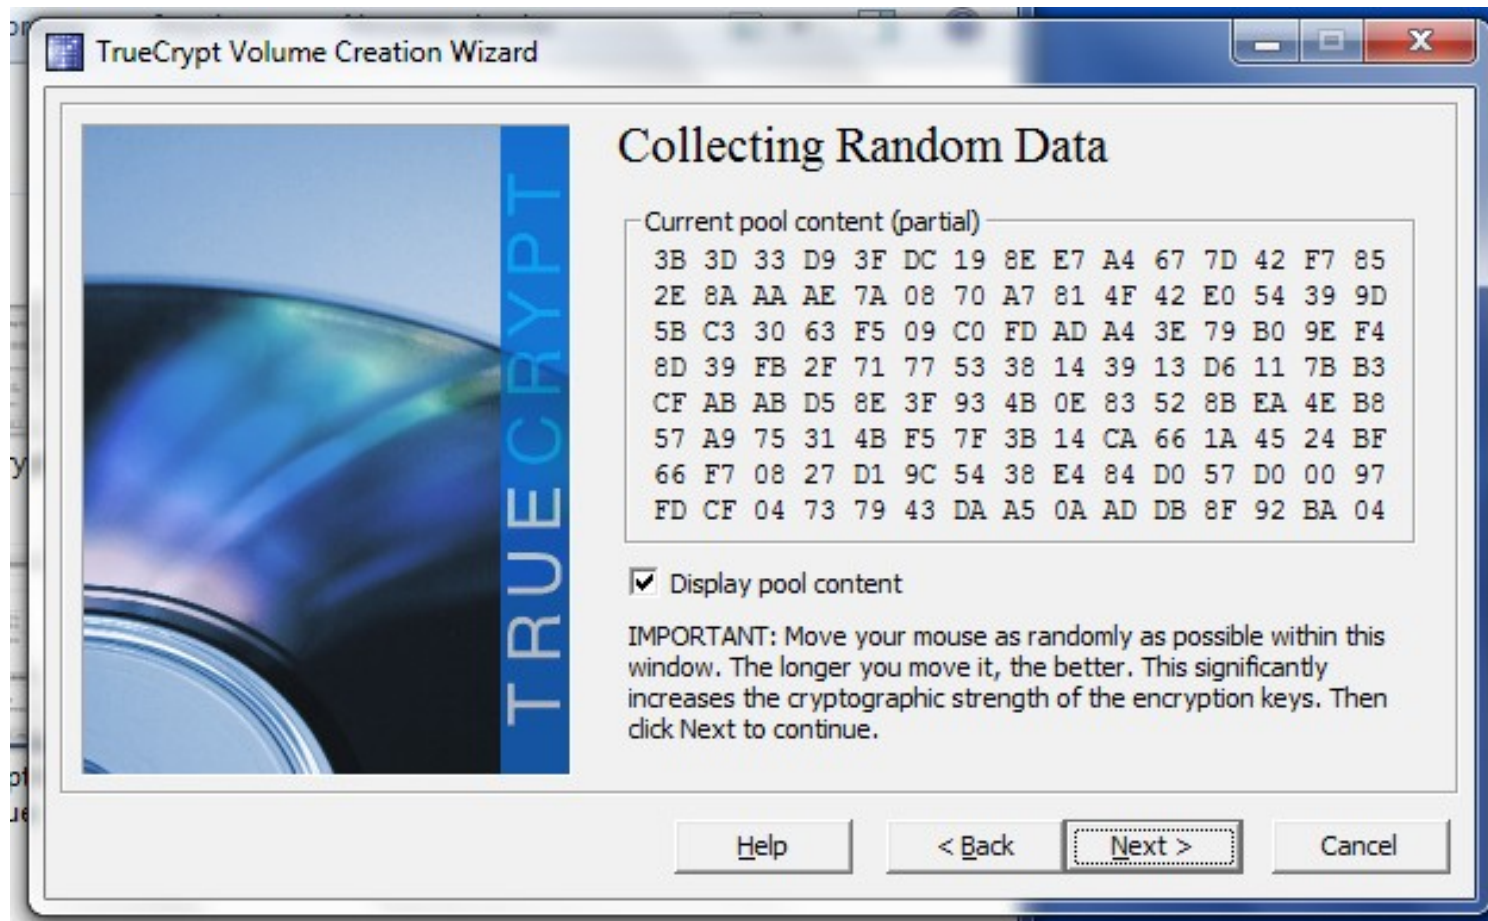 TrueCrypt Volume Creation Wizard
TRUECRYPT
Collecting Random Data
Current pool content (partial)
3B 3D 33 D9 3F DC 19 8E E7 A4 67 7D 42 F7 85
2E 8A AA AE 7A 08 70 A7 81 4F 42 E0 54 39 9D
5B C3 30 63 F5 09 C0 FD AD A4 3E 79 B0 9E F4
8D 39 FB 2F 71 77 53 38 14 39 13 D6 11 7B B3
CF AB AB D5 8E 3F 93 4B 0E 83 52 8B EA 4E B8
57 A9 75 31 4B F5 7F 3B 14 CA 66 1A 45 24 BF
66 F7 08 27 D1 9C 54 38 E4 84 D0 57 D0 00 97
FD CF 04 73 79 43 DA A5 0A AD DB 8F 92 BA 04
Display pool content
IMPORTANT: Move your mouse as randomly as possible within this
window. The longer you move it, the better. This significantly
increases the cryptographic strength of the encryption keys. Then
click Next to continue.
Help < Back Next > Cancel